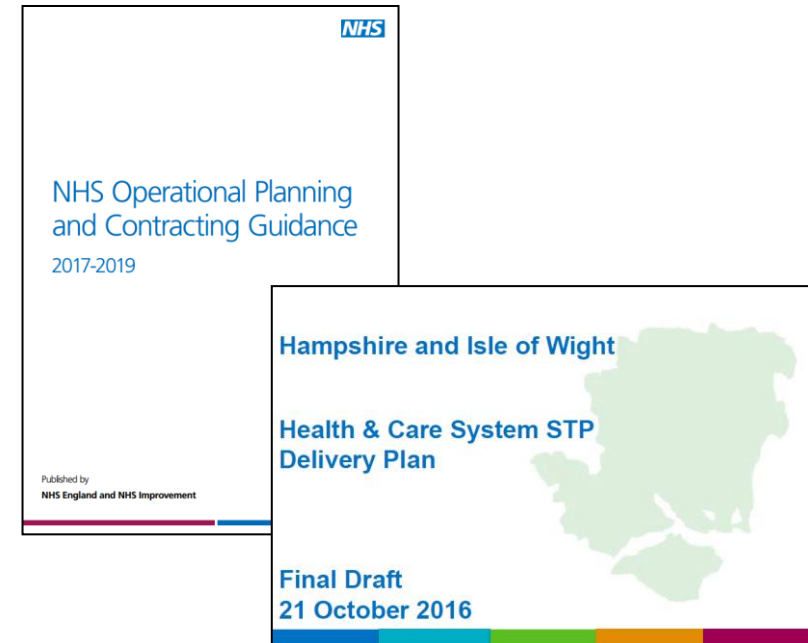 NHS
NHS Operational Planning
and Contracting Guidance
2017-2019
Published by
NHS England and NHS Improvement
Hampshire and Isle of Wight
Health & Care System STP
Delivery Plan
Final Draft
21 October 2016